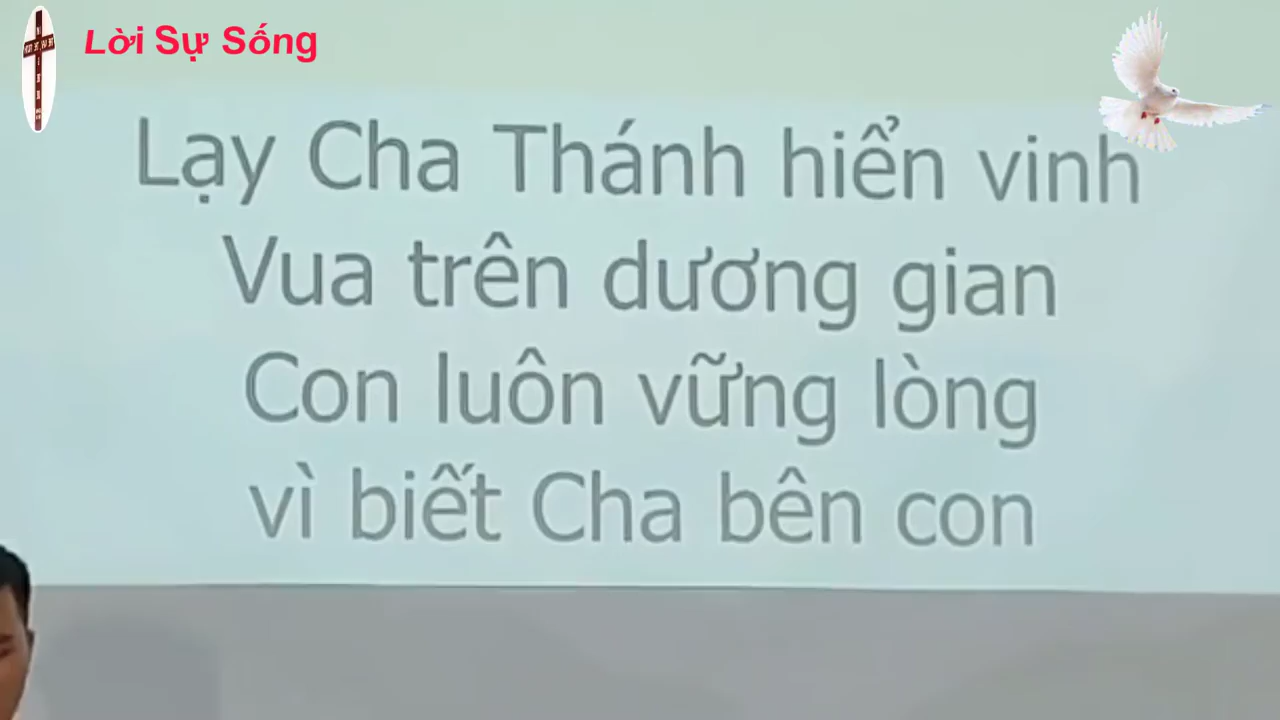 Lời Sự Sống
Lạy Cha Thánh hiển vinh
Vua trên dương gian
Con luôn vững lòng
vì biết Cha bên con